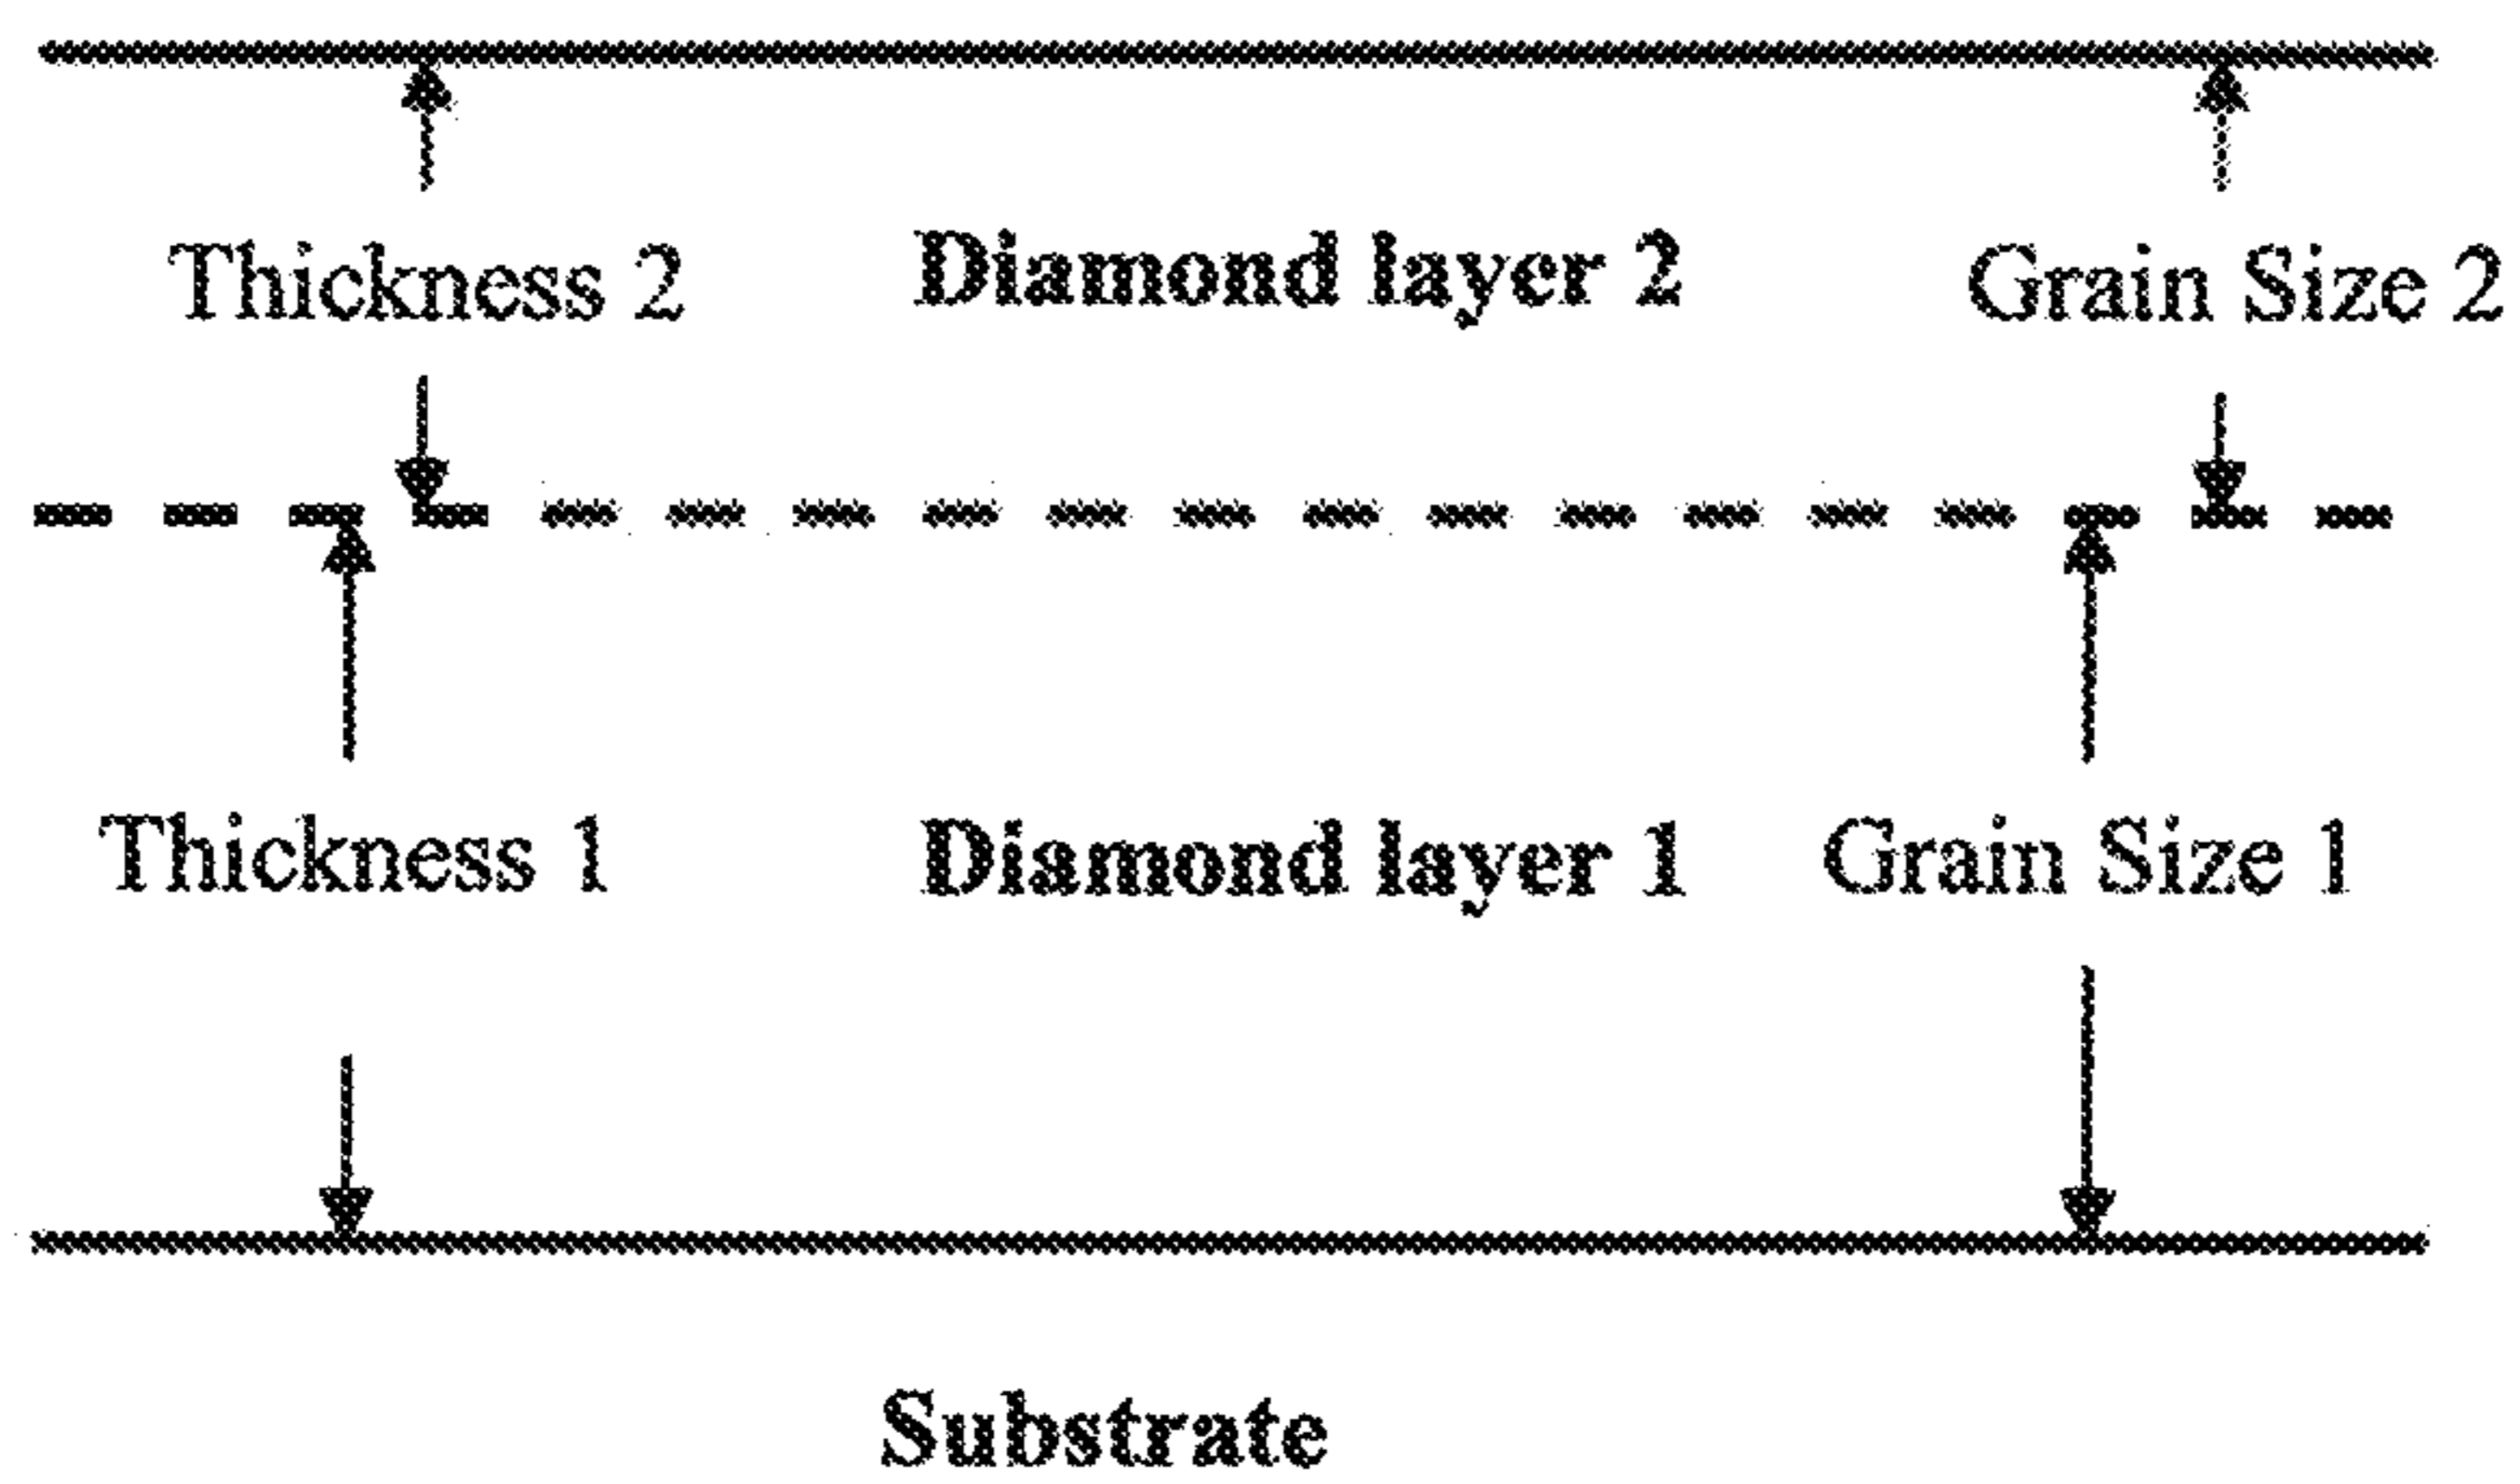 Thickness 2 Diamond layer 2 Grain Size 2
Thickness 1 Diamond layer 1 Grain Size 1
Substrate